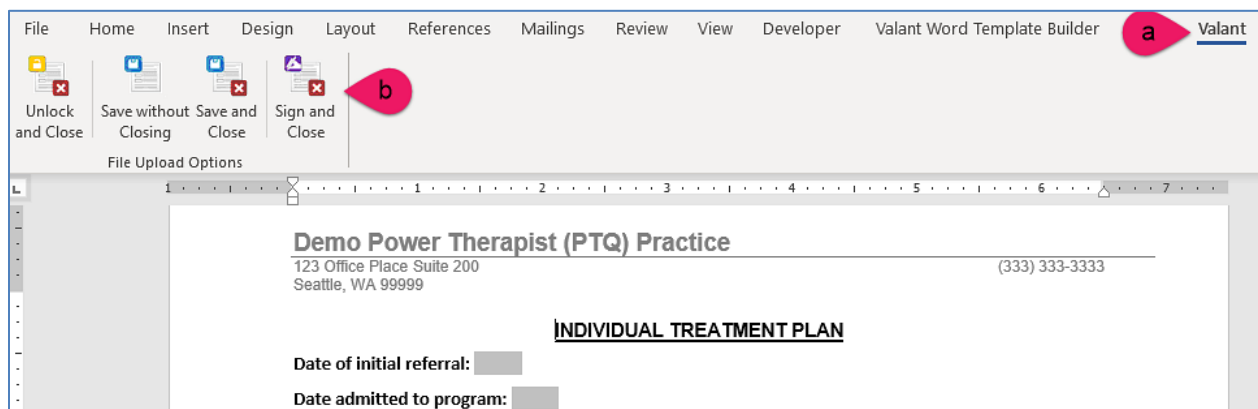 File Home Insert Design Layout References Mailings Review View Developer Valant Word Template Builder a Valant
b
Unlock and Close
Save without Closing
Save and Close
Sign and Close
File Upload Options
L
1 1 2 3 4 5 6 7
Demo Power Therapist (PTQ) Practice
123 Office Place Suite 200 (333) 333-3333
Seattle, WA 99999
INDIVIDUAL TREATMENT PLAN
Date of initial referral:
Date admitted to program: